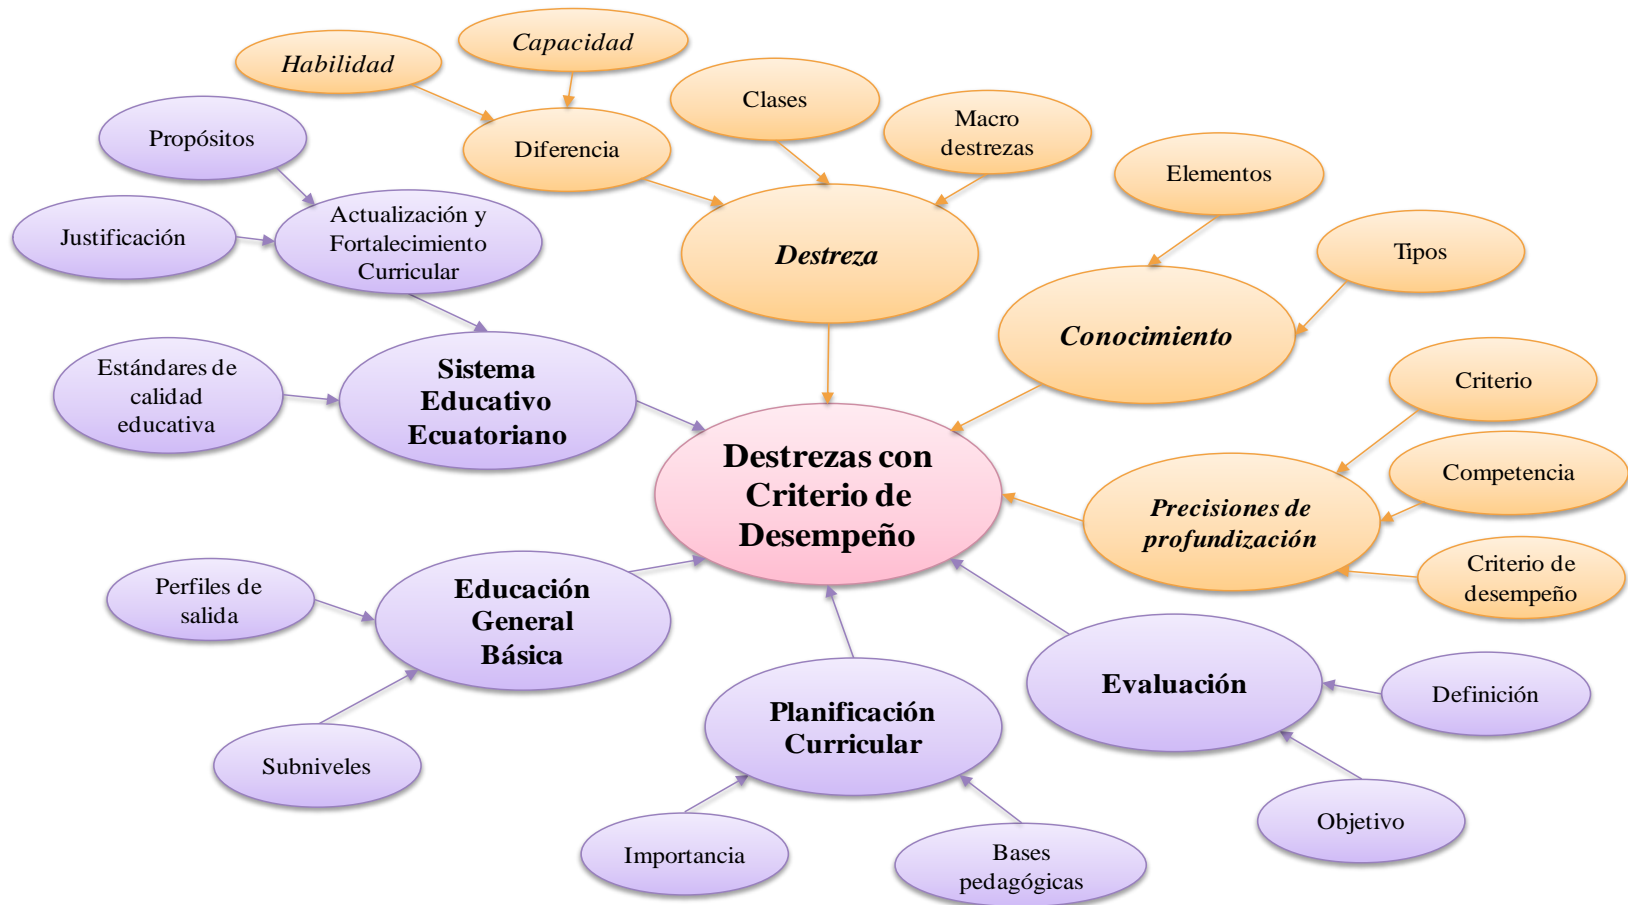 Capacidad
Habilidad
Clases
Macro
destrezas
Propósitos
Diferencia
Elementos
Actualización y
Fortalecimiento
Curricular
Justificación
Destreza
Tipos
Conocimiento
Estándares de
calidad
educativa
Sistema
Educativo
Ecuatoriano
Criterio
Destrezas con
Criterio de
Desempeño
Competencia
Precisiones de
profundización
Criterio de
desempeño
Perfiles de
salida
Educación
General
Básica
Evaluación
Definición
Planificación
Curricular
Subniveles
Objetivo
Importancia
Bases
pedagógicas